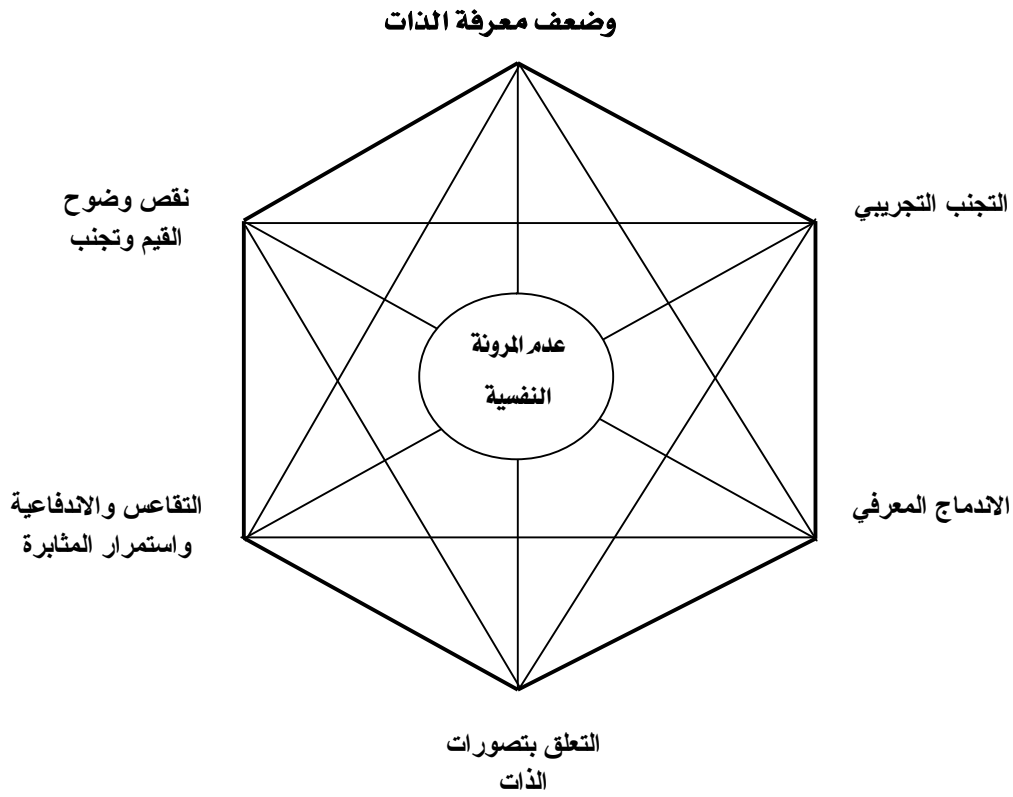 وضعف معرفة الذات
التجنب التجريبي
نقص وضوح
القيم وتجنب
عدم المرونة
النفسية
الاندماج المعرفي
التقاعس والاندفاعية
واستمرار المثابرة
التعلق بتصورات
الذات